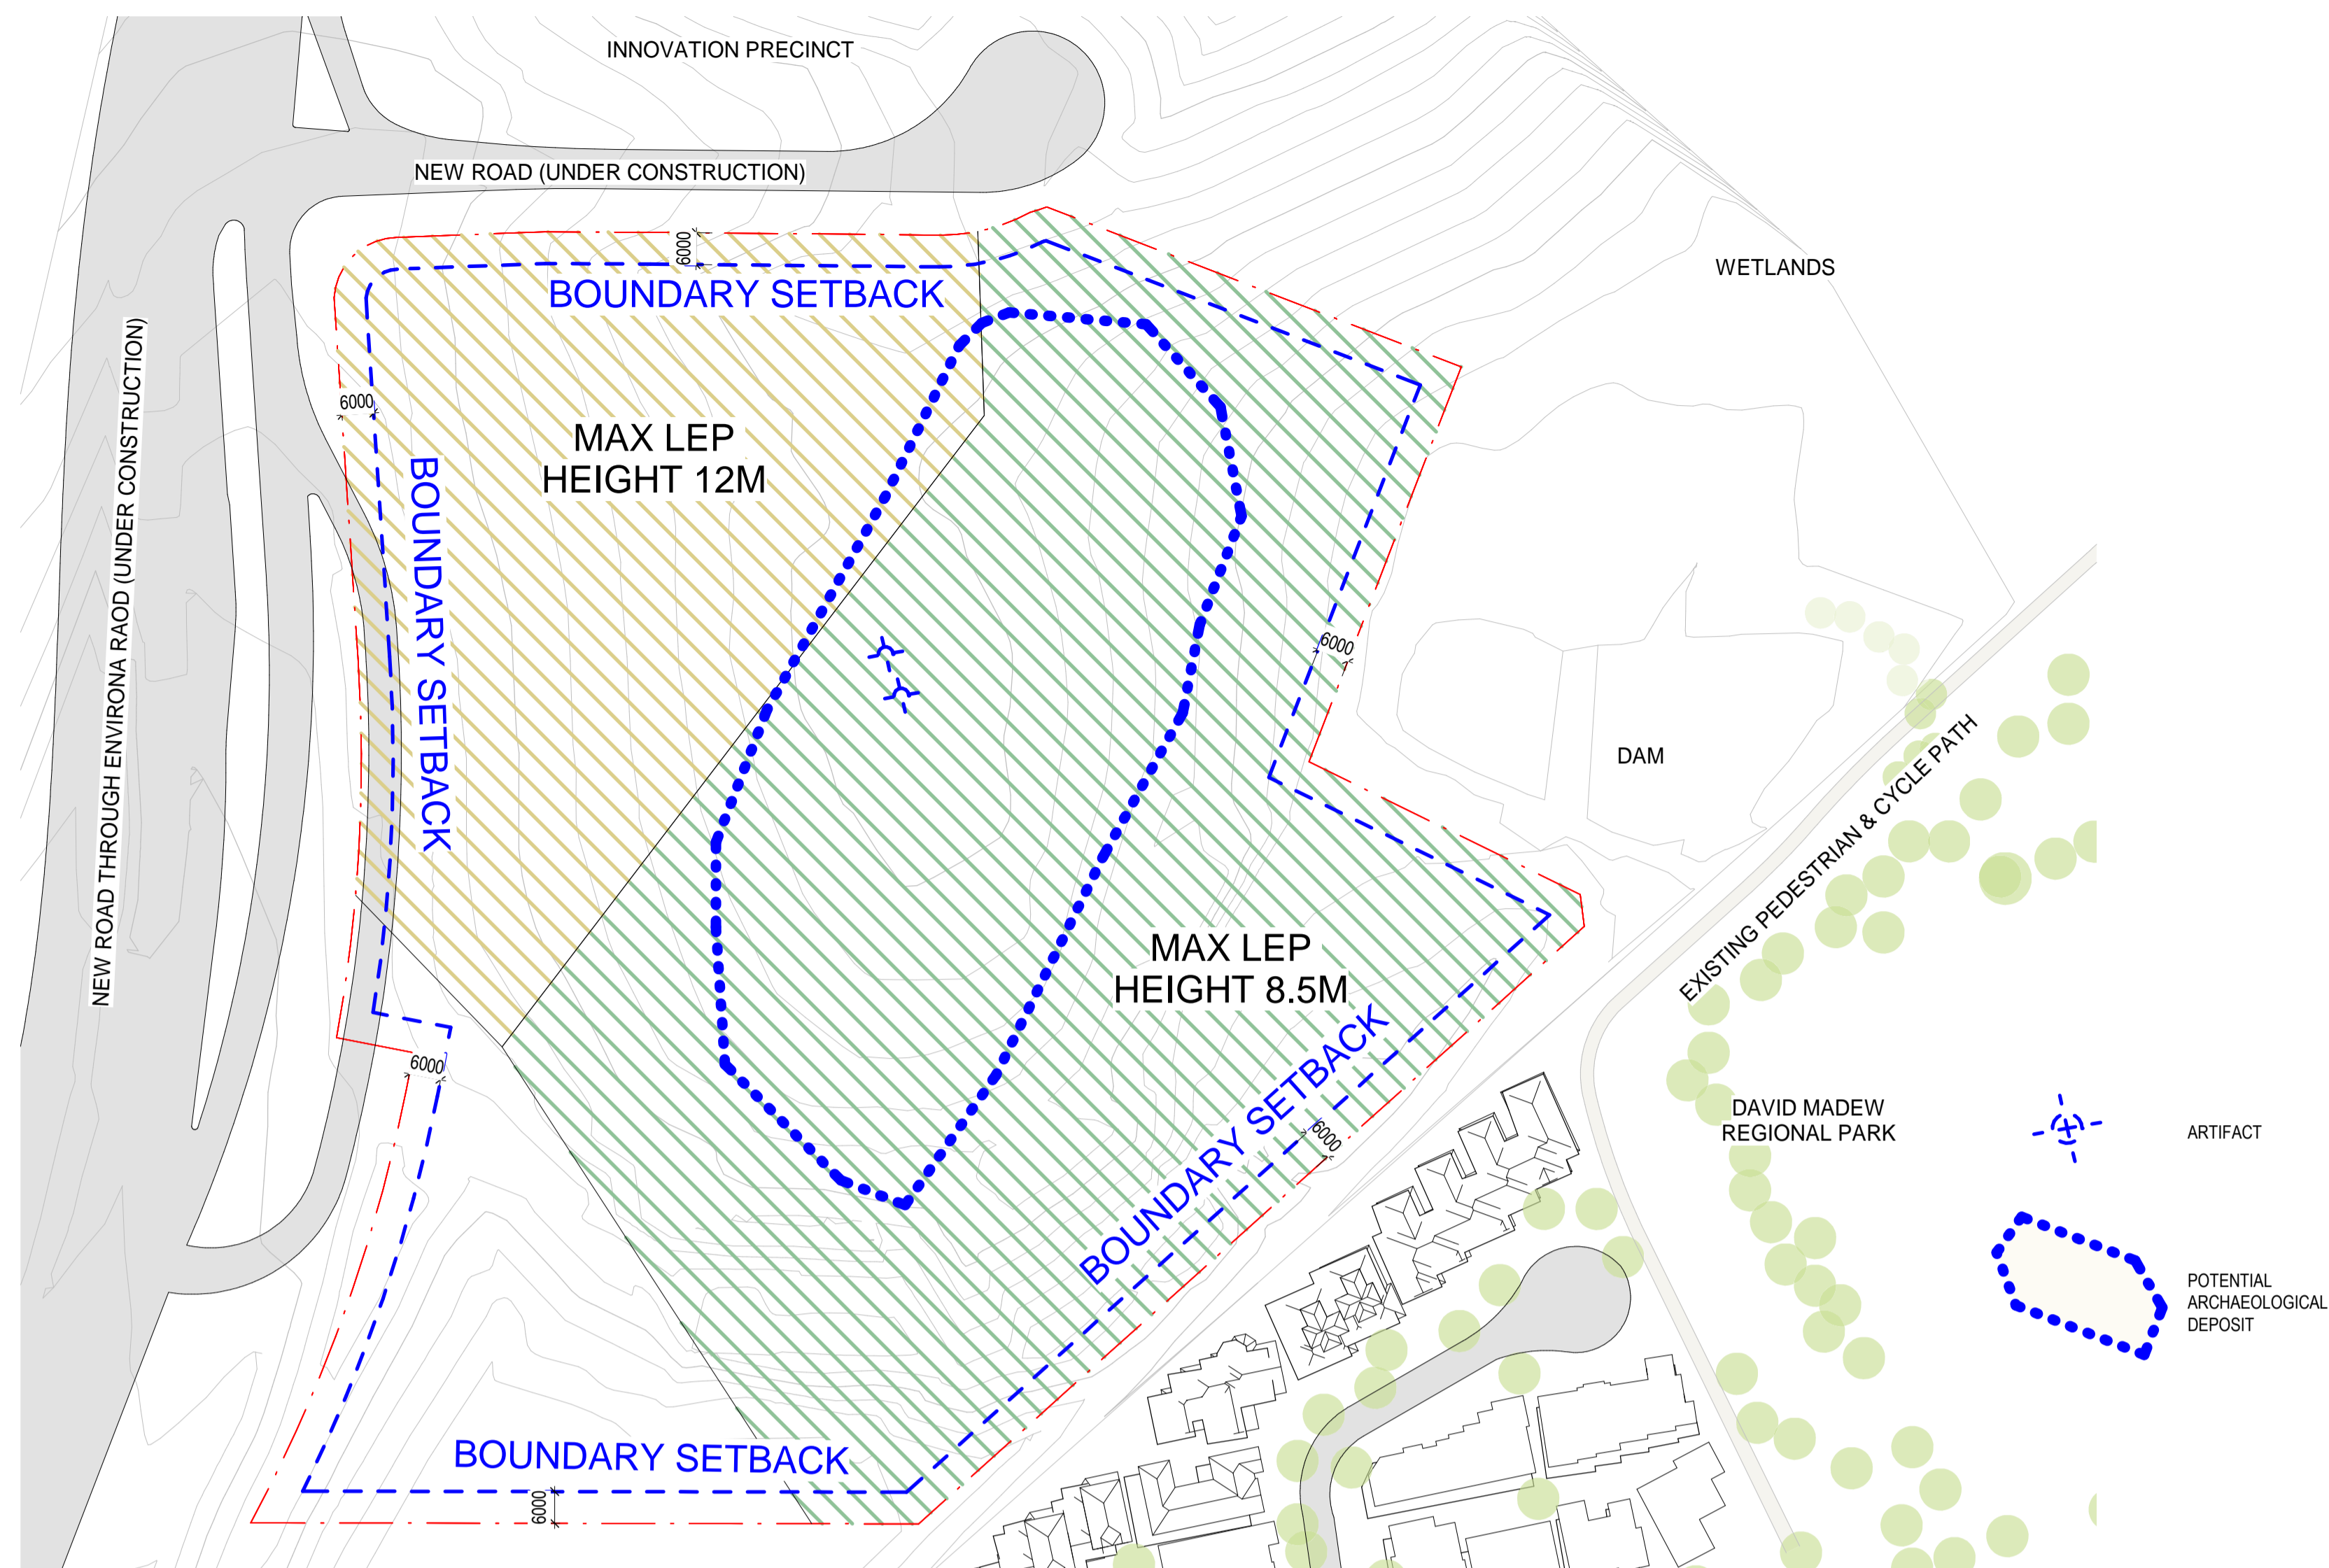 INNOVATION PRECINCT
NEW ROAD (UNDER CONSTRUCTION)
6000
BOUNDARY SETBACK
WETLANDS
NEW ROAD THROUGH ENVIRONA RAOD (UNDER CONSTRUCTION)
6000
MAX LEP
HEIGHT 12M
BOUNDARY SETBACK
6000
DAM
EXISTING PEDESTRIAN & CYCLE PATH
MAX LEP
HEIGHT 8.5M
6000
BOUNDARY SETBACK
6000
DAVID MADEW
REGIONAL PARK
ARTIFACT
POTENTIAL
ARCHAEOLOGICAL
DEPOSIT
BOUNDARY SETBACK
6000